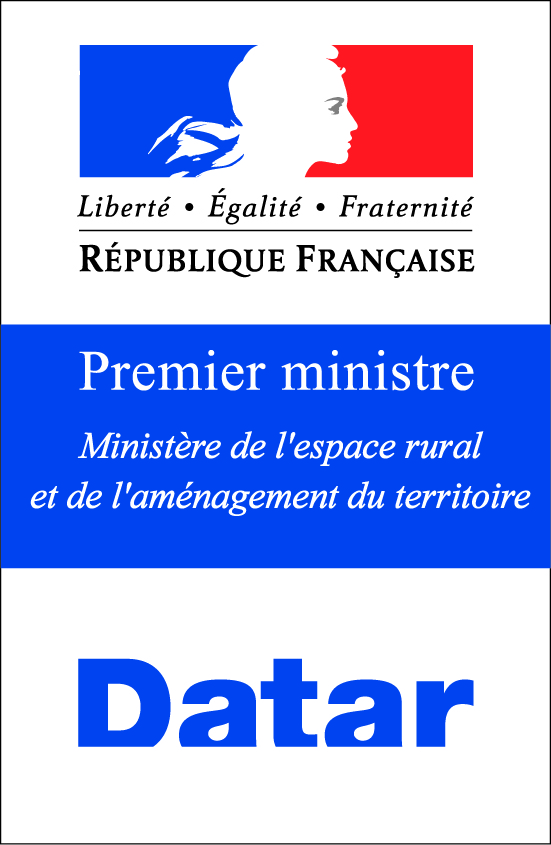 Liberté • Égalité • Fraternité
RÉPUBLIQUE FRANÇAISE
Premier ministre
Ministère de l'espace rural
et de l'aménagement du territoire
Datar